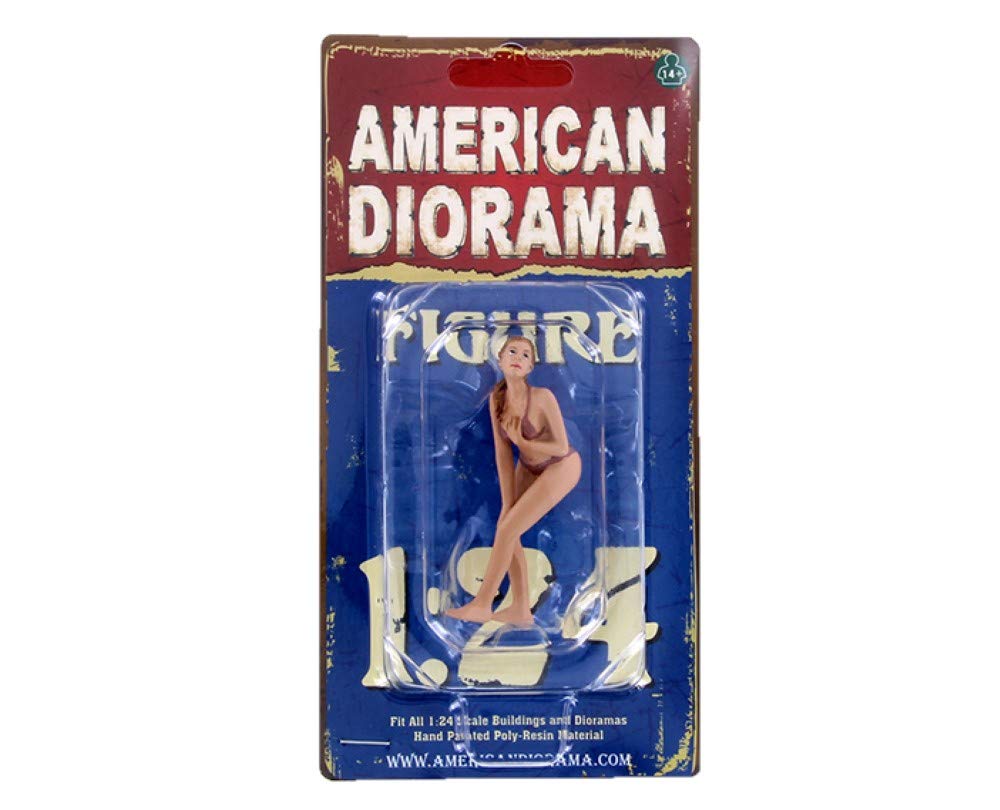 14+
AMERICAN
DIORAMA
FIGURE
1:24
Fit All 1:24 Scale Buildings and Dioramas
Hand Painted Poly-Resin Material
WWW.AMERICANDIORAMA.COM